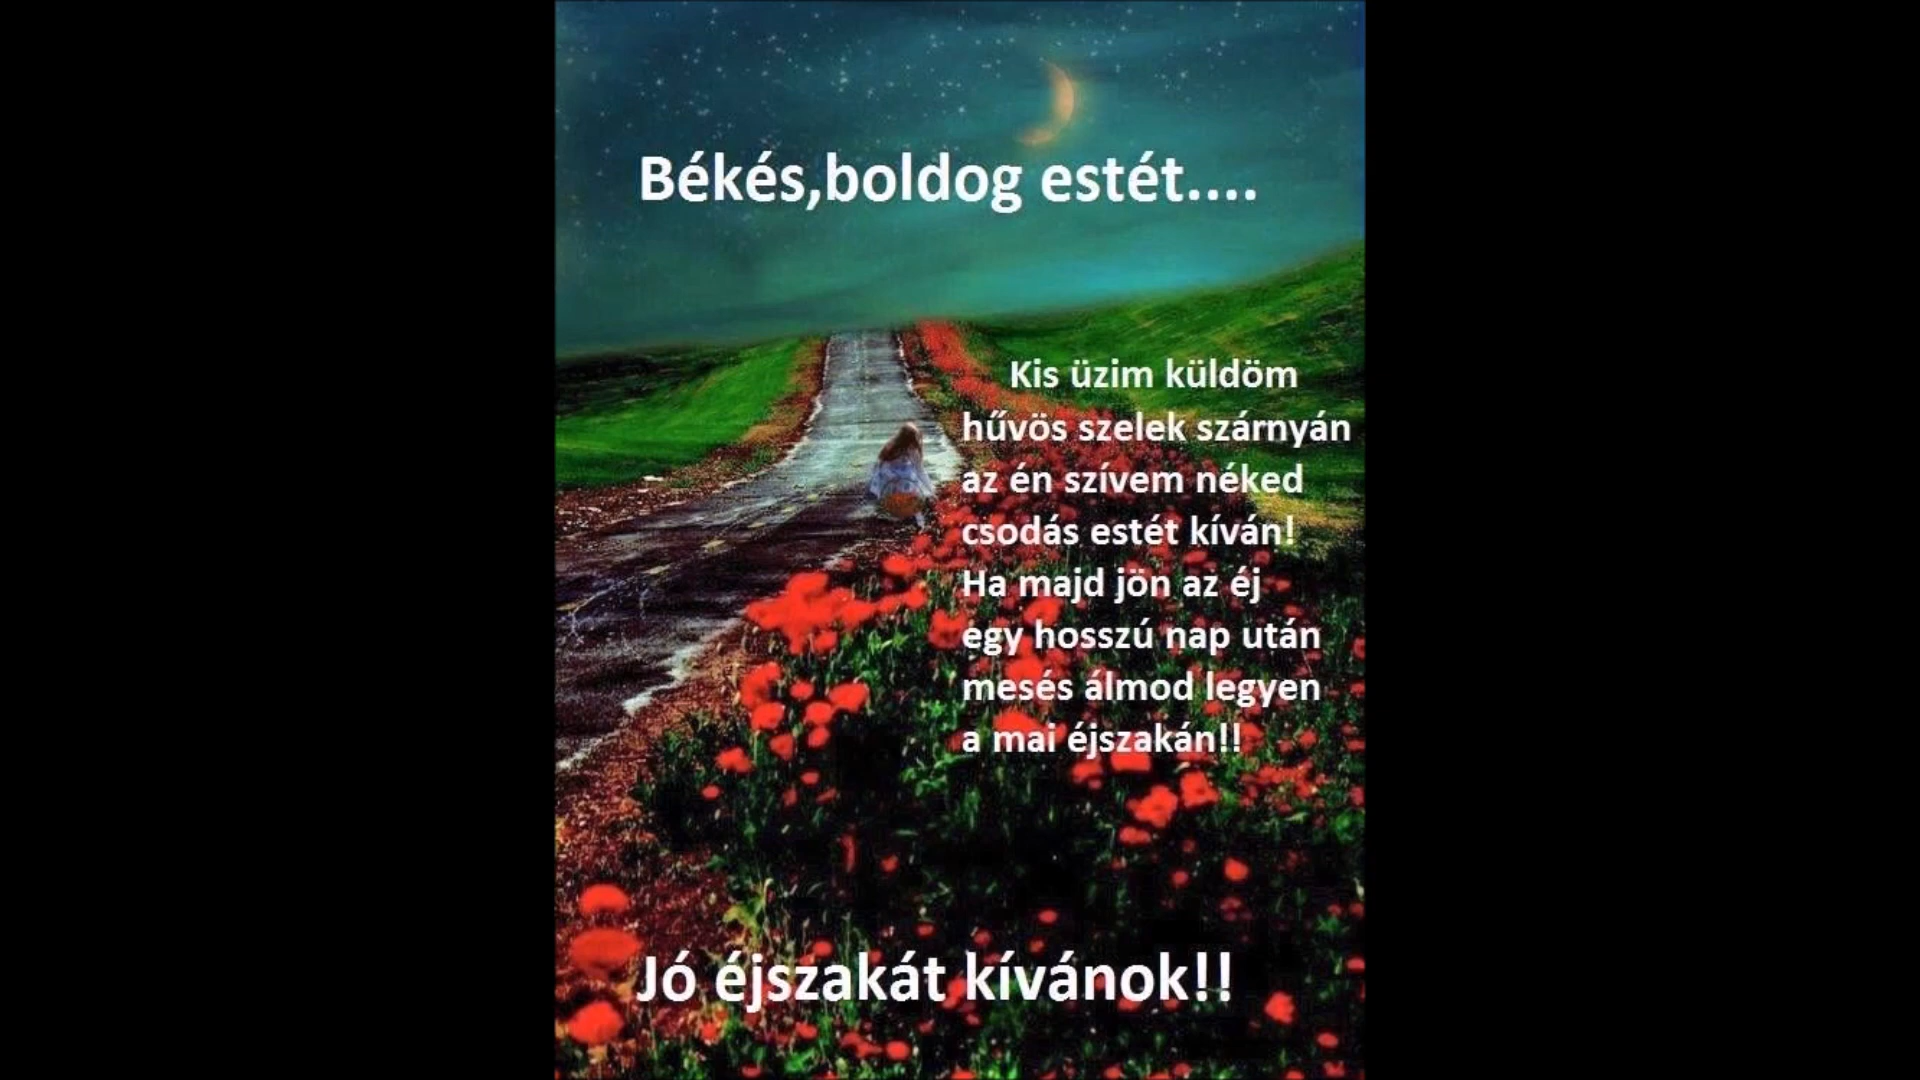 Békés,boldog estét....
Kis üzim küldöm
hűvös szelek szárnyán
az én szívem néked
csodás estét kíván!
Ha majd jön az éj
egy hosszú nap után
mesés álmod legyen
a mai éjszakán!!
Jó éjszakát kívánok!!